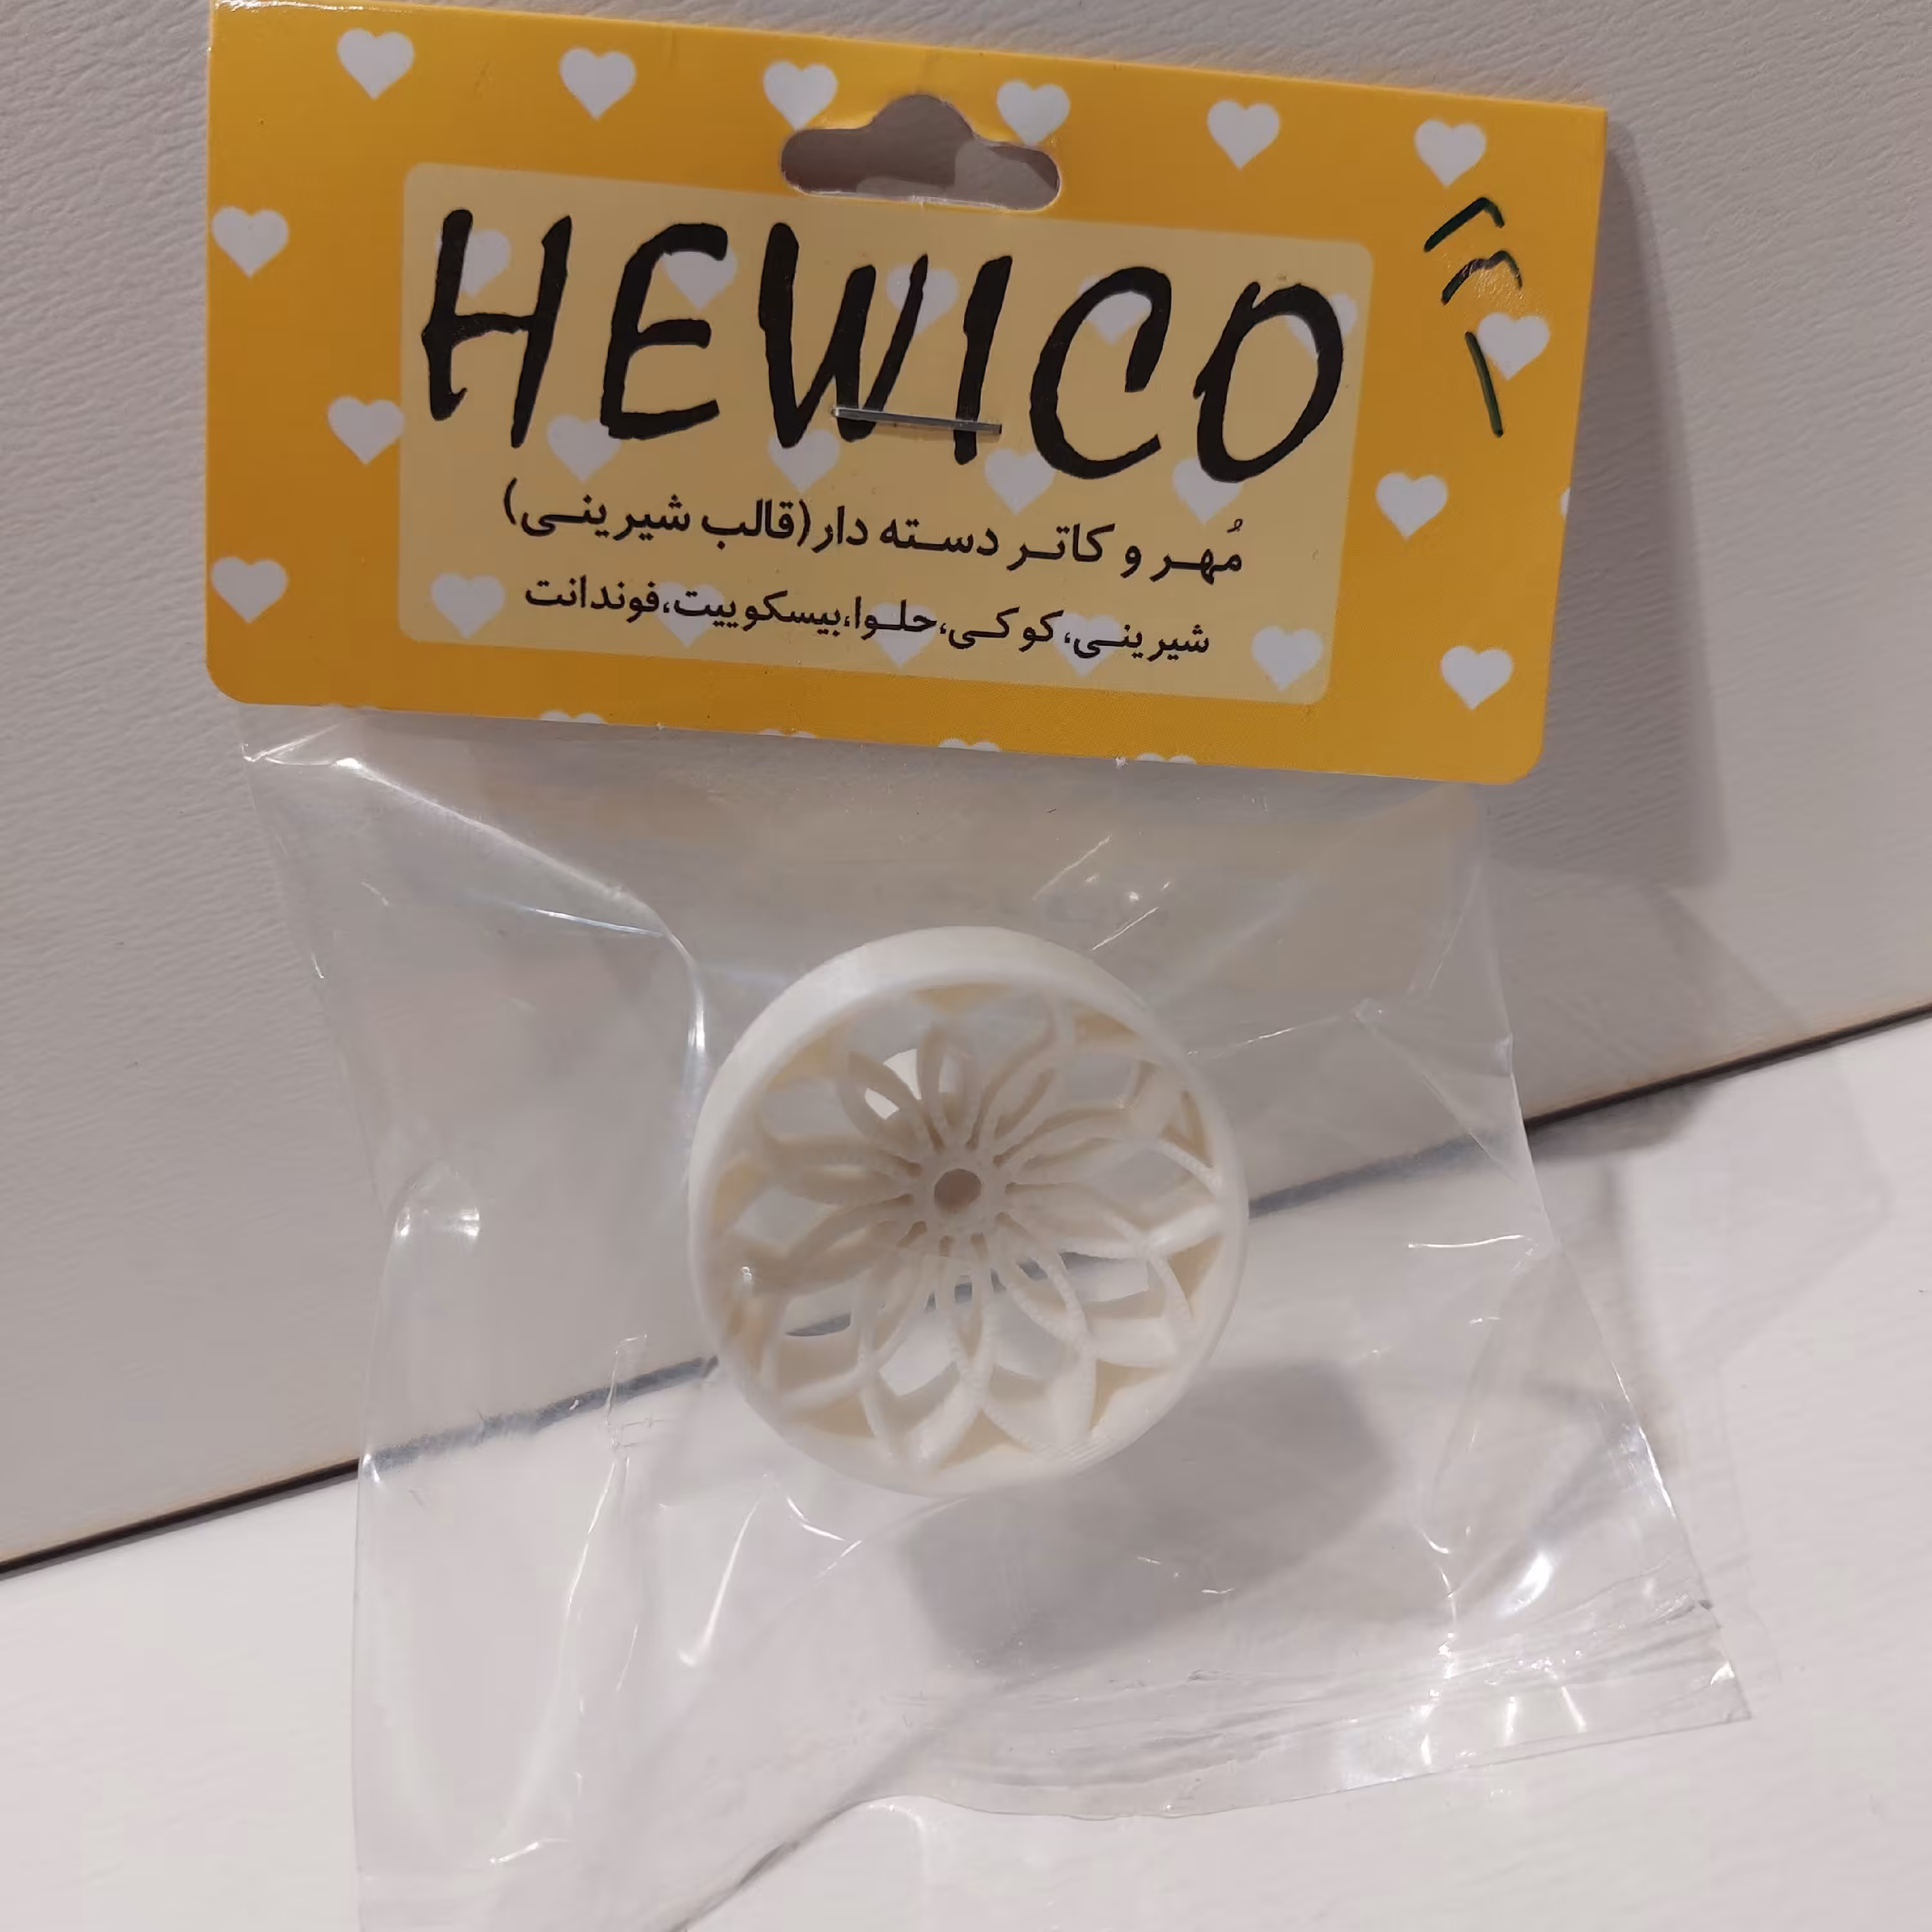 HEWICO
مُهر و کاتر دسته دار(قالب شیرینی)
شیرینی،کوکی،حلوا،بیسکوییت،فوندانت